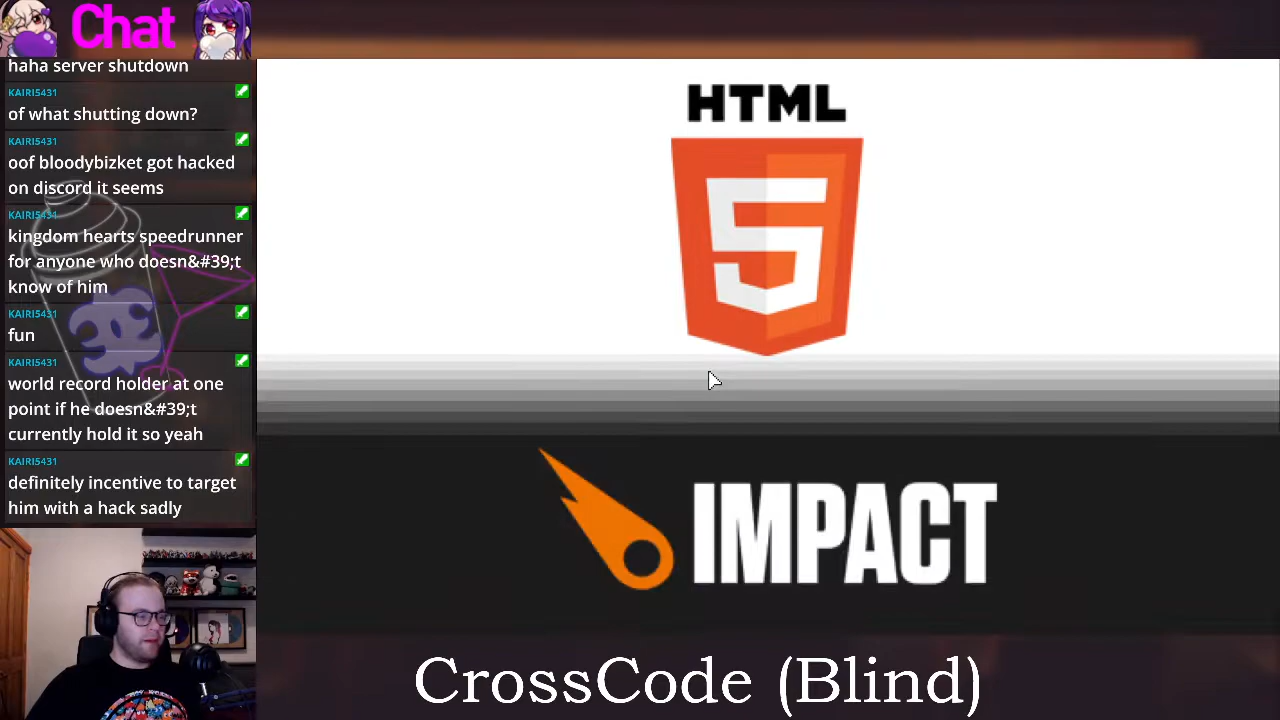 Chat
haha server shutdown
KAIRI5431
of what shutting down?
KAIRI5431
oof bloodybizket got hacked
on discord it seems
KAIRI5431
kingdom hearts speedrunner
for anyone who doesn&#39;t
know of him
KAIRI5431
fun
KAIRI5431
world record holder at one
point if he doesn&#39;t
currently hold it so yeah
KAIRI5431
definitely incentive to target
him with a hack sadly
HTML
5
IMPACT
CrossCode (Blind)